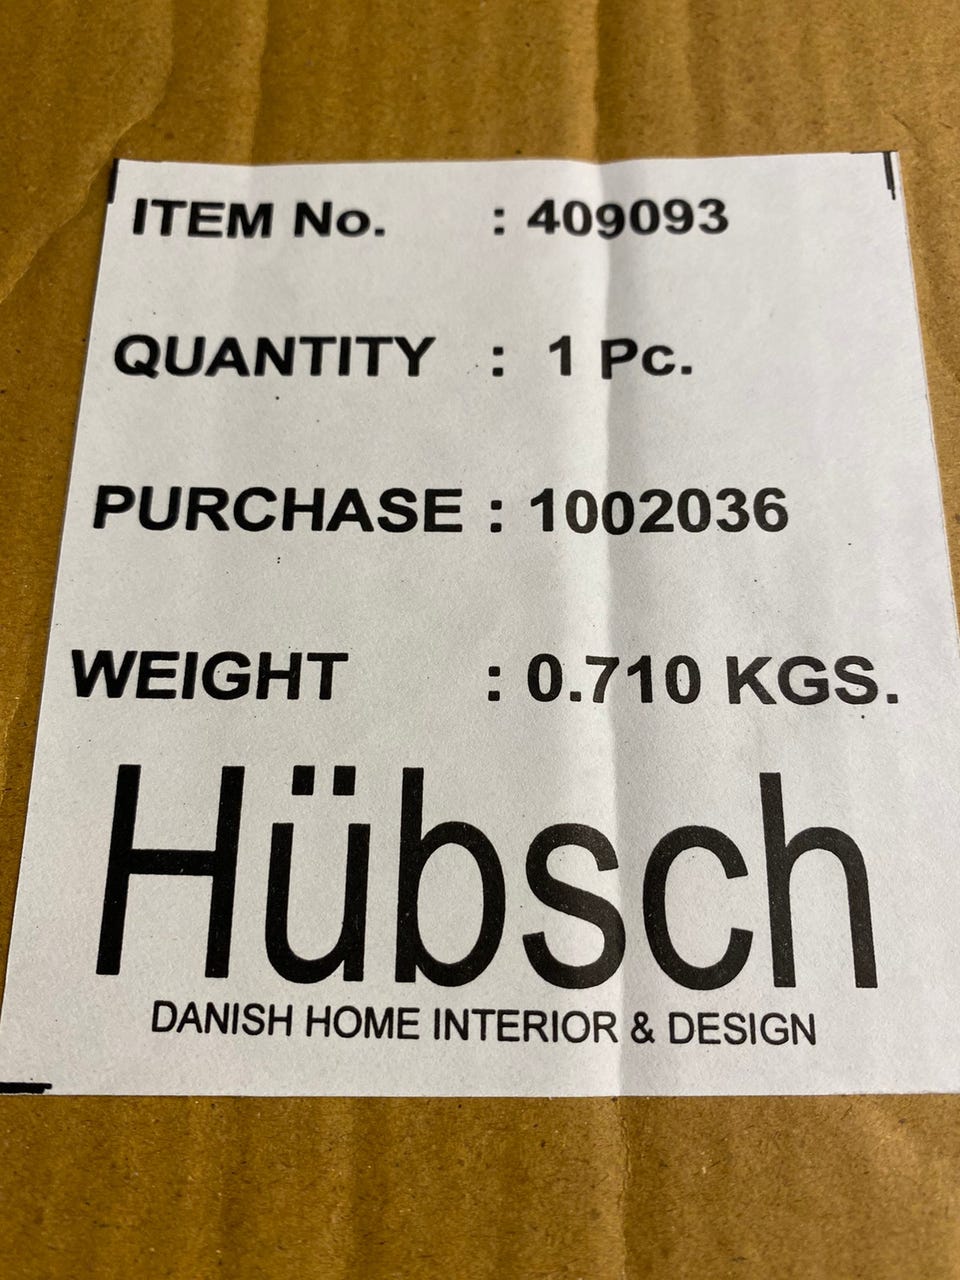 ITEM No. : 409093
QUANTITY : 1 Pc.
PURCHASE : 1002036
WEIGHT : 0.710 KGS.
Hübsch
DANISH HOME INTERIOR & DESIGN